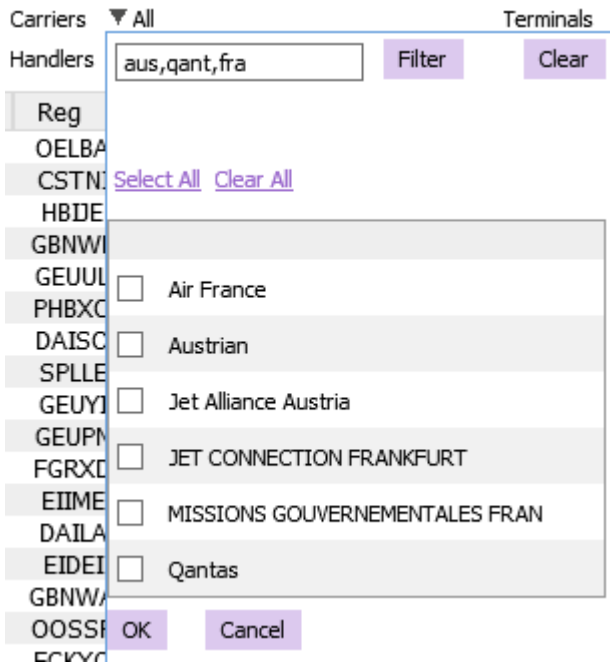 Carriers ▼ All Terminals
Handlers aus,qant,fra Filter Clear
Reg
OELBA
CSTN Select All Clear All
HBIJE
GBNW
GEUUL
Air France
PHBXC
DAISC Austrian
SPLLE
GEUY Jet Alliance Austria
GEUPN
JET CONNECTION FRANKFURT
FGRXD
EIIME MISSIONS GOUVERNEMENTALES FRAN
DAILA
EIDEI Qantas
GBNWA
OOSSF OK Cancel